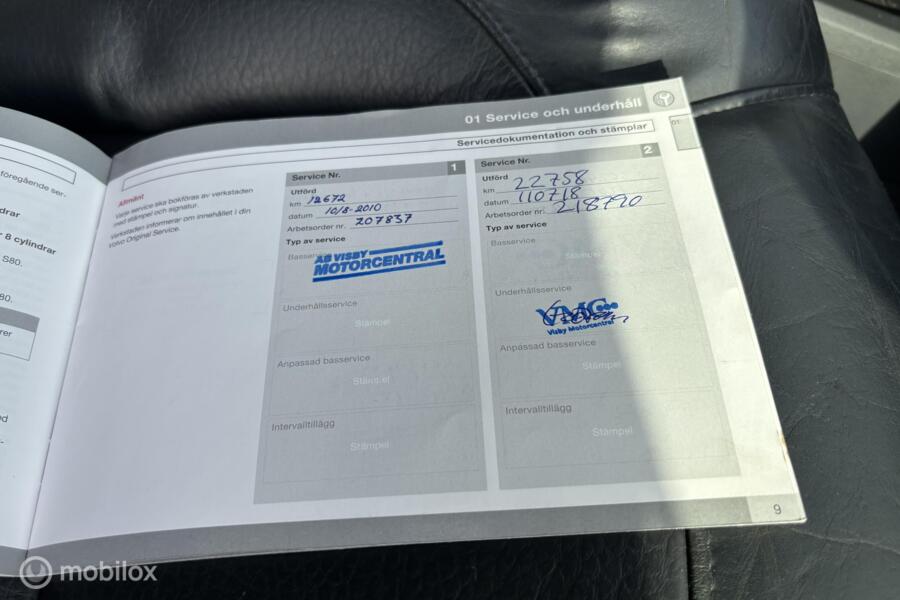 föregående ser-
r 8 cylindrar
S80.
01 Service och underhåll
01
Servicedokumentation och stämplar
Allmänt
Varje service ska bokföras av verkstaden
med stämpel och signatur.
Verkstaden informerar om innehållet i din
Volvo Original Service.
Service Nr. 1
Utförd
km 12672
datum 10/8-2010
Arbetsorder nr. 207837
Typ av service
AB VISBY
MOTORCENTRAL
Underhållsservice
Stämpel
Anpassad basservice
Stämpel
Intervalltillägg
Stämpel
Service Nr. 2
Utförd
km 22758
datum 110718
Arbetsorder nr. 218790
Typ av service
Basservice
Stämpel
Underhållsservice
VMC
Visby Motorcentral
Anpassad basservice
Stämpel
Intervalltillägg
Stämpel
9
mobilox